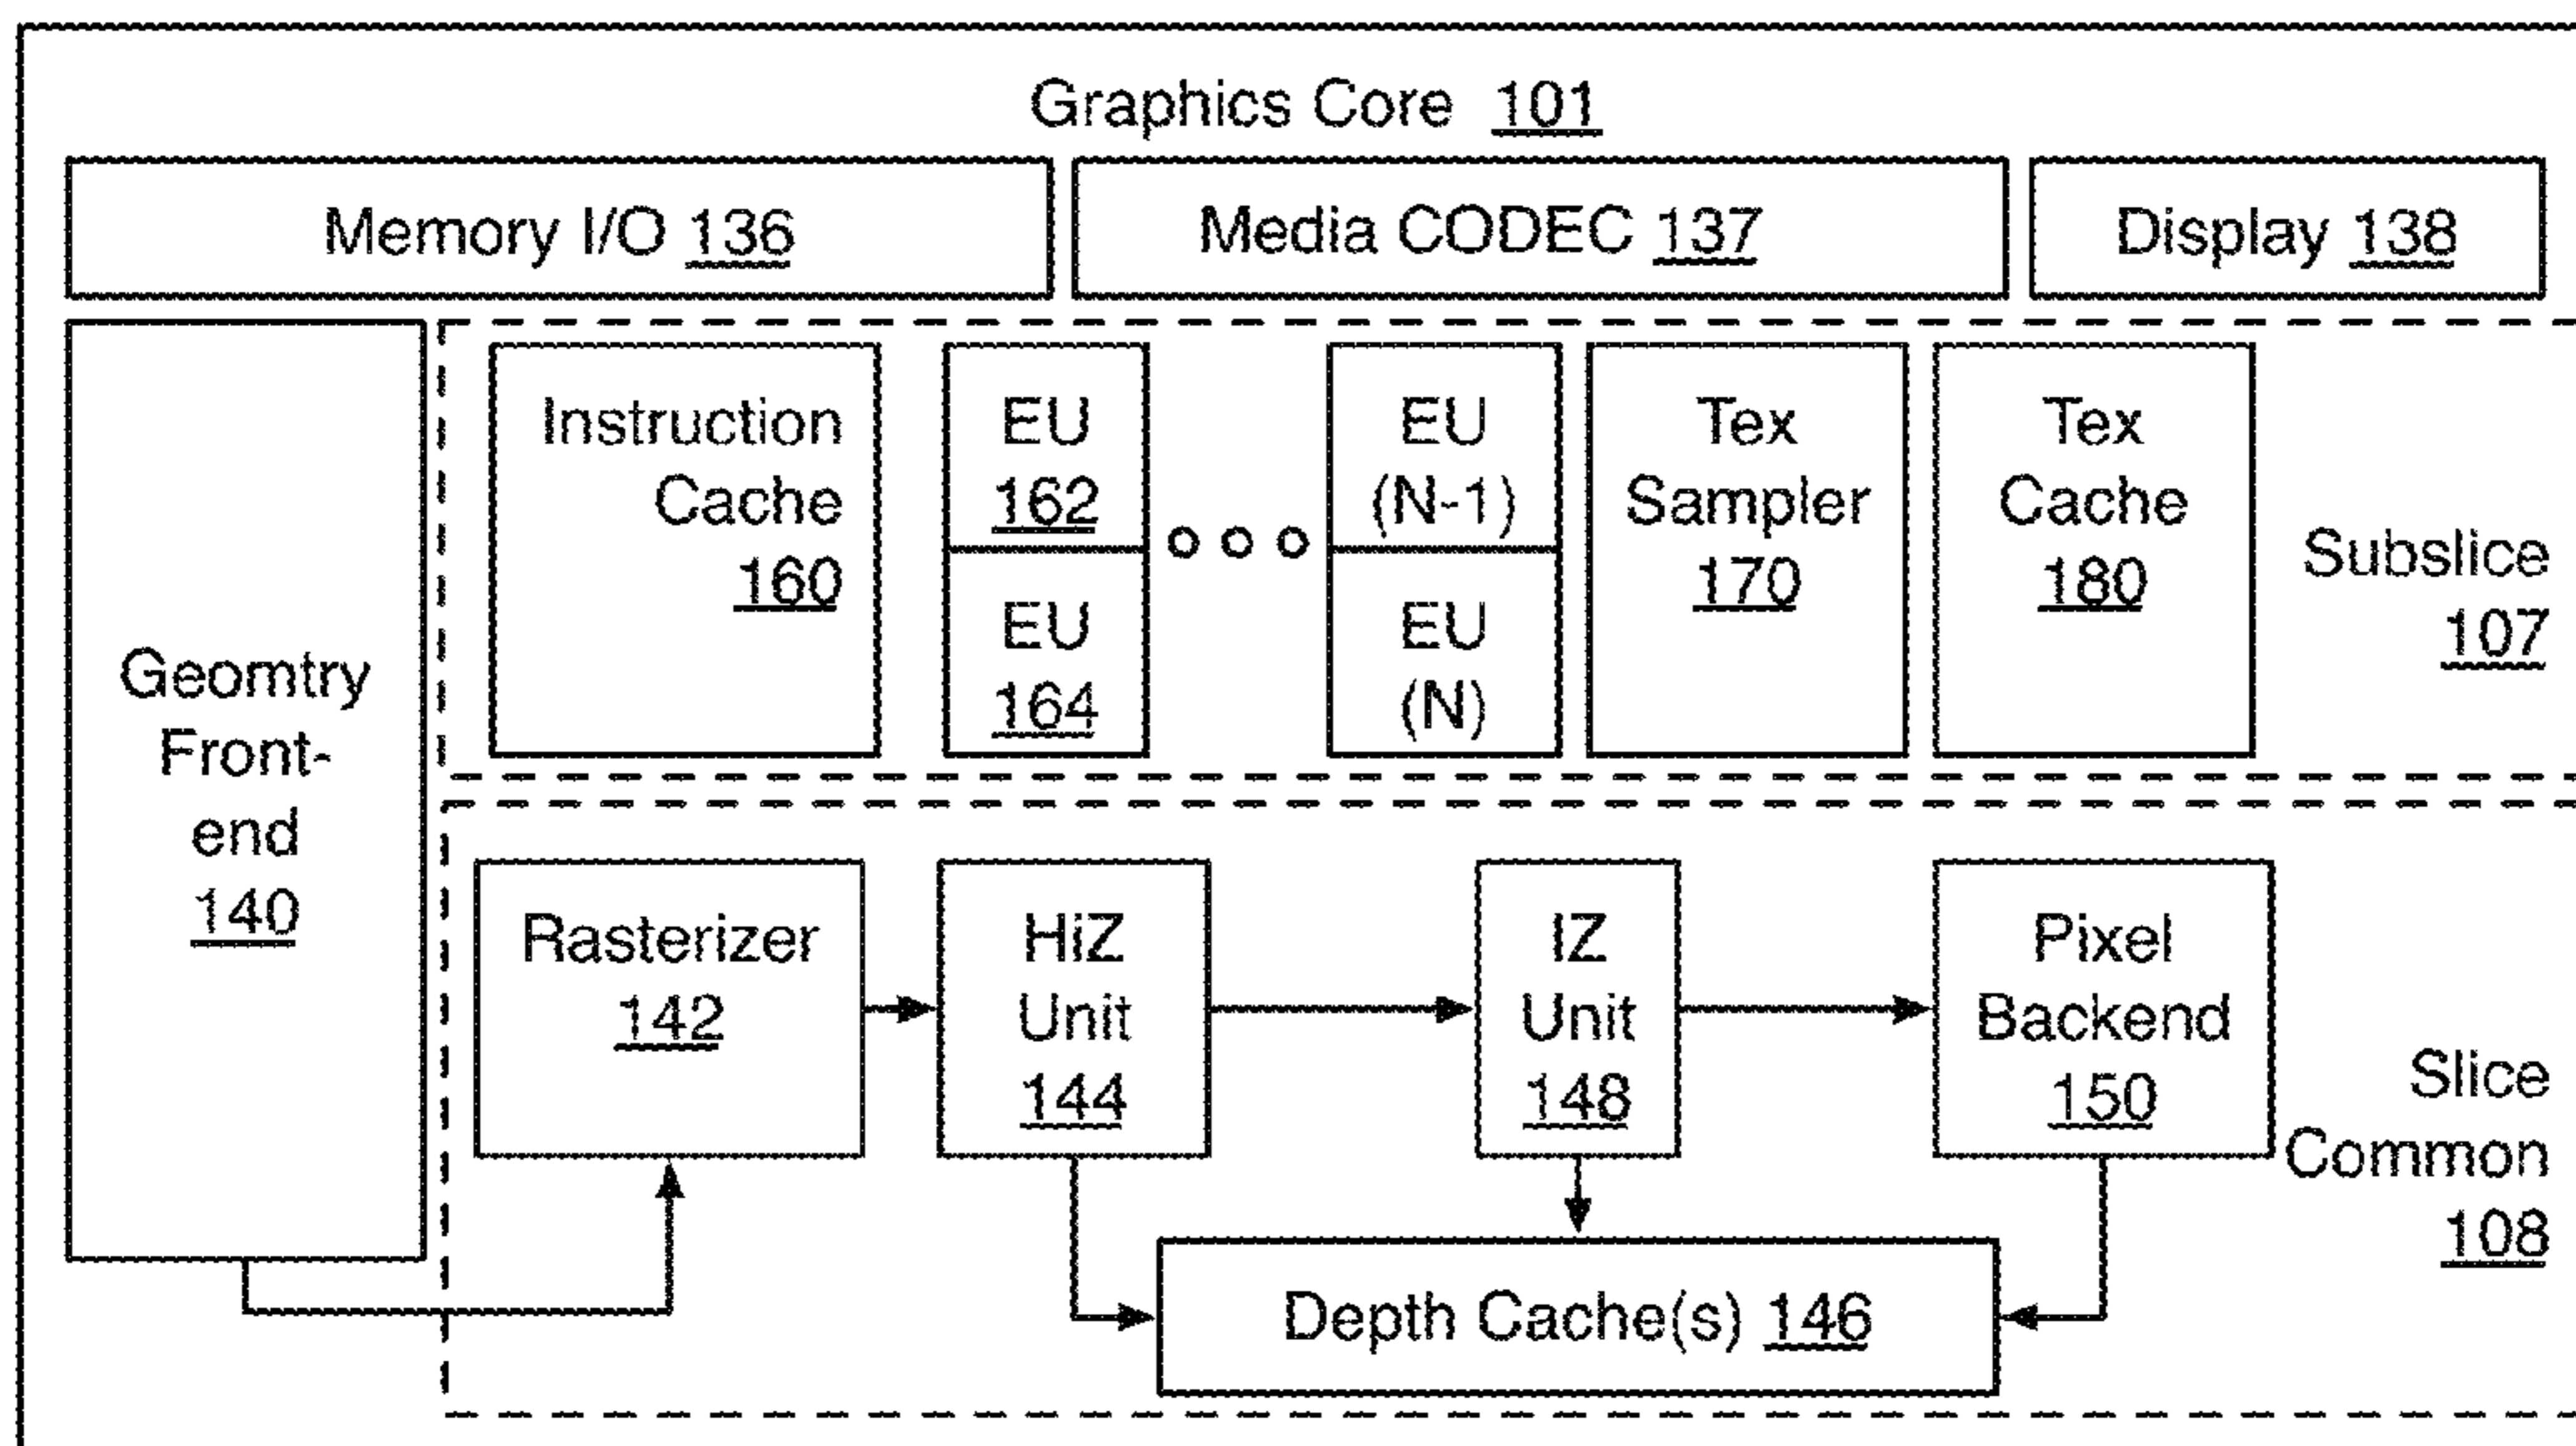 Graphics Core 101
Memory I/O 136
Media CODEC 137
Display 138
Geomtry
Front-
end
140
Instruction
Cache
160
EU
162
EU
164
EU
(N-1)
EU
(N)
Tex
Sampler
170
Tex
Cache
180
Subslice
107
Rasterizer
142
HiZ
Unit
144
IZ
Unit
148
Pixel
Backend
150
Slice
Common
108
Depth Cache(s) 146